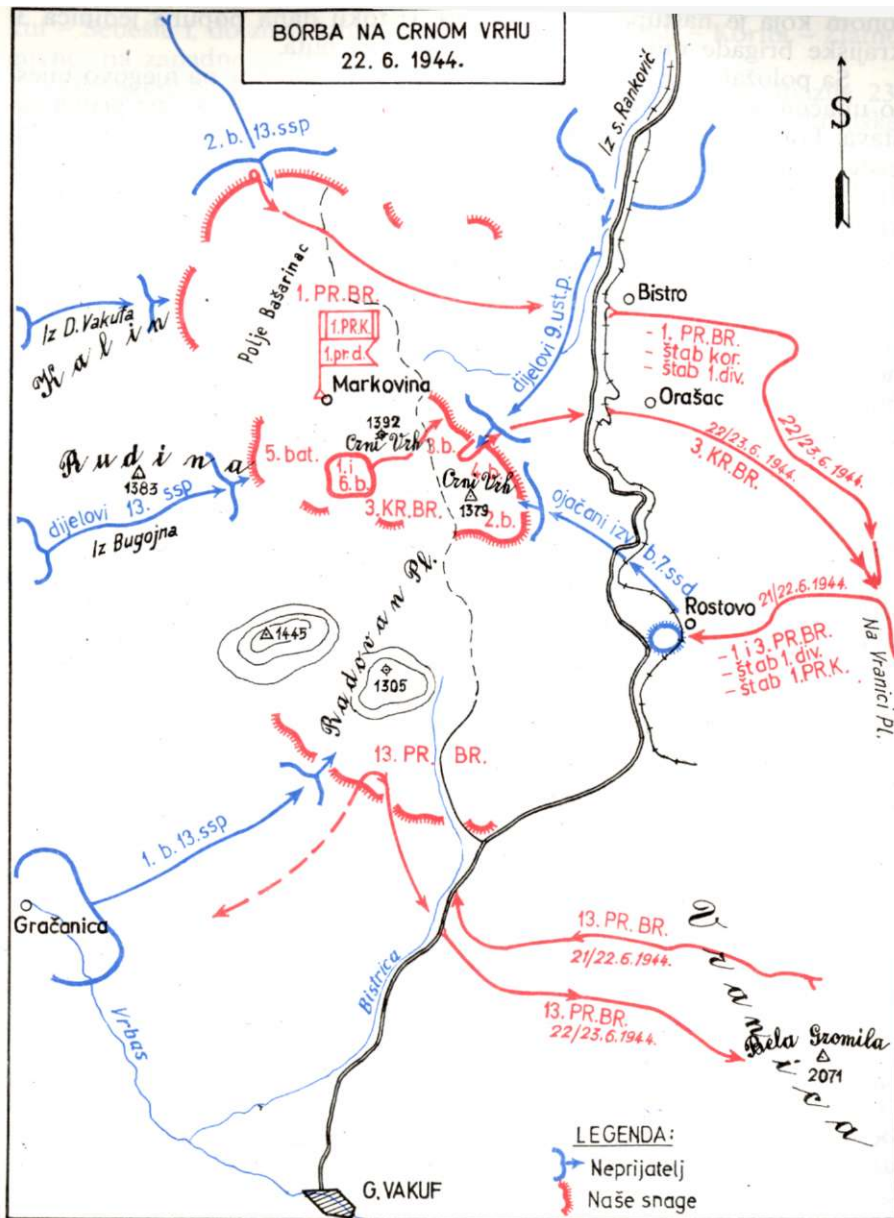 BORBA NA CRNOM VRHU
22. 6. 1944.
S
Iz s. Ranković
2. b. 13. ssp
Polje Bašarinac
1. PR. BR.
1.PR.K.
1.pr.d.
Markovina
Iz D. Vakufa
Kalin
dijelovi 9. ust. p.
Bistro
- 1. PR. BR.
- štab kor.
- štab 1. div.
Orašac
22/23.6.1944.
22/23.6.1944.
3. KR. BR.
Rudina
1383
dijelovi 13. ssp
Iz Bugojna
5. bat.
1. i
6. b.
1392
Crni Vrh
3.b.
4.b.
Crni Vrh
1379
3. KR. BR.
2. b.
ojačani izv. b. 7. ssd
Rostovo
21/22.6.1944.
- 1 i 3. PR. BR.
- štab 1. div.
- štab 1. PR. K.
Na Vranici Pl.
Radovan Pl.
1445
1305
13. PR. BR.
1. b. 13. ssp
Gračanica
Vrbas
Bistrica
13. PR. BR.
21/22.6.1944.
13. PR. BR.
22/23.6.1944.
Vranica
Bela Gromila
2071
G. VAKUF
LEGENDA:
Neprijatelj
Naše snage